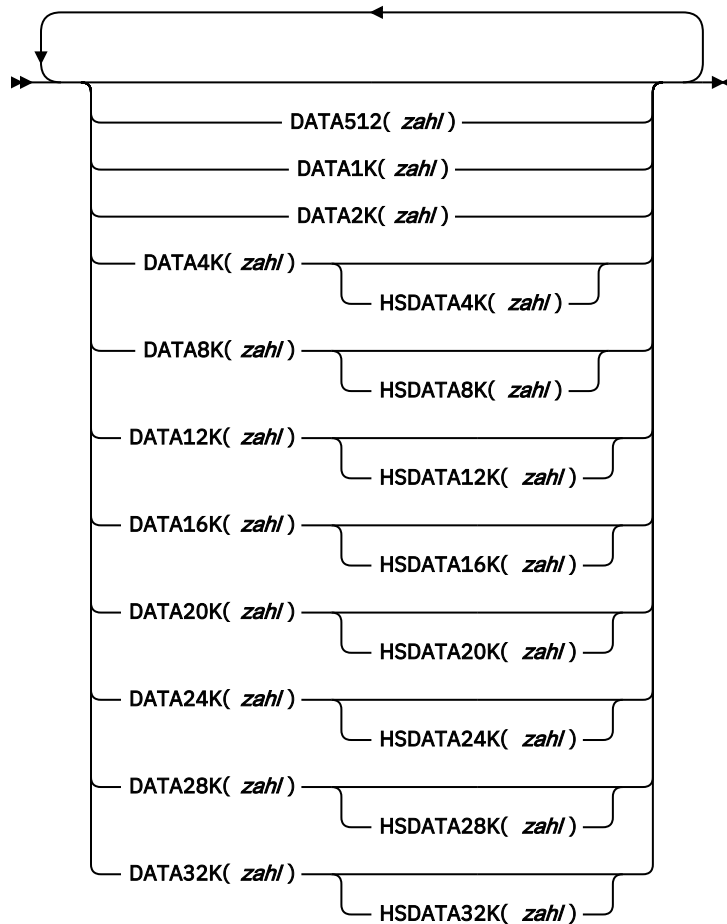 DATA512( zahl )
DATA1K( zahl )
DATA2K( zahl )
DATA4K( zahl )
HSDATA4K( zahl )
DATA8K( zahl )
HSDATA8K( zahl )
DATA12K( zahl )
HSDATA12K( zahl )
DATA16K( zahl )
HSDATA16K( zahl )
DATA20K( zahl )
HSDATA20K( zahl )
DATA24K( zahl )
HSDATA24K( zahl )
DATA28K( zahl )
HSDATA28K( zahl )
DATA32K( zahl )
HSDATA32K( zahl )